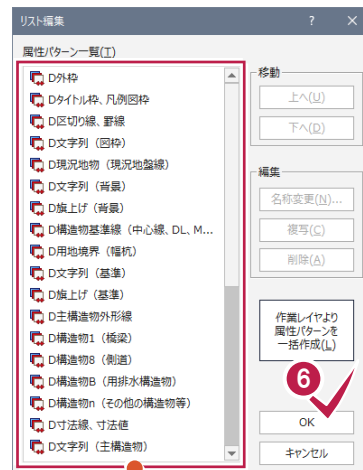 リスト編集
? ×
属性パターン一覧(T)
D外枠
Dタイトル枠、凡例図枠
D区切り線、罫線
D文字列（図枠）
D現況地物（現況地盤線）
D文字列（背景）
D旗上げ（背景）
D構造物基準線（中心線、DL、M...
D用地境界（幅杭）
D文字列（基準）
D旗上げ（基準）
D主構造物外形線
D構造物1（橋梁）
D構造物8（側道）
D構造物B（用排水構造物）
D構造物n（その他の構造物等）
D寸法線、寸法値
D文字列（主構造物）
移動
上へ(U)
下へ(D)
編集
名称変更(N)...
複写(C)
削除(A)
作業レイヤより
属性パターンを
一括作成(L)
6
OK
キャンセル